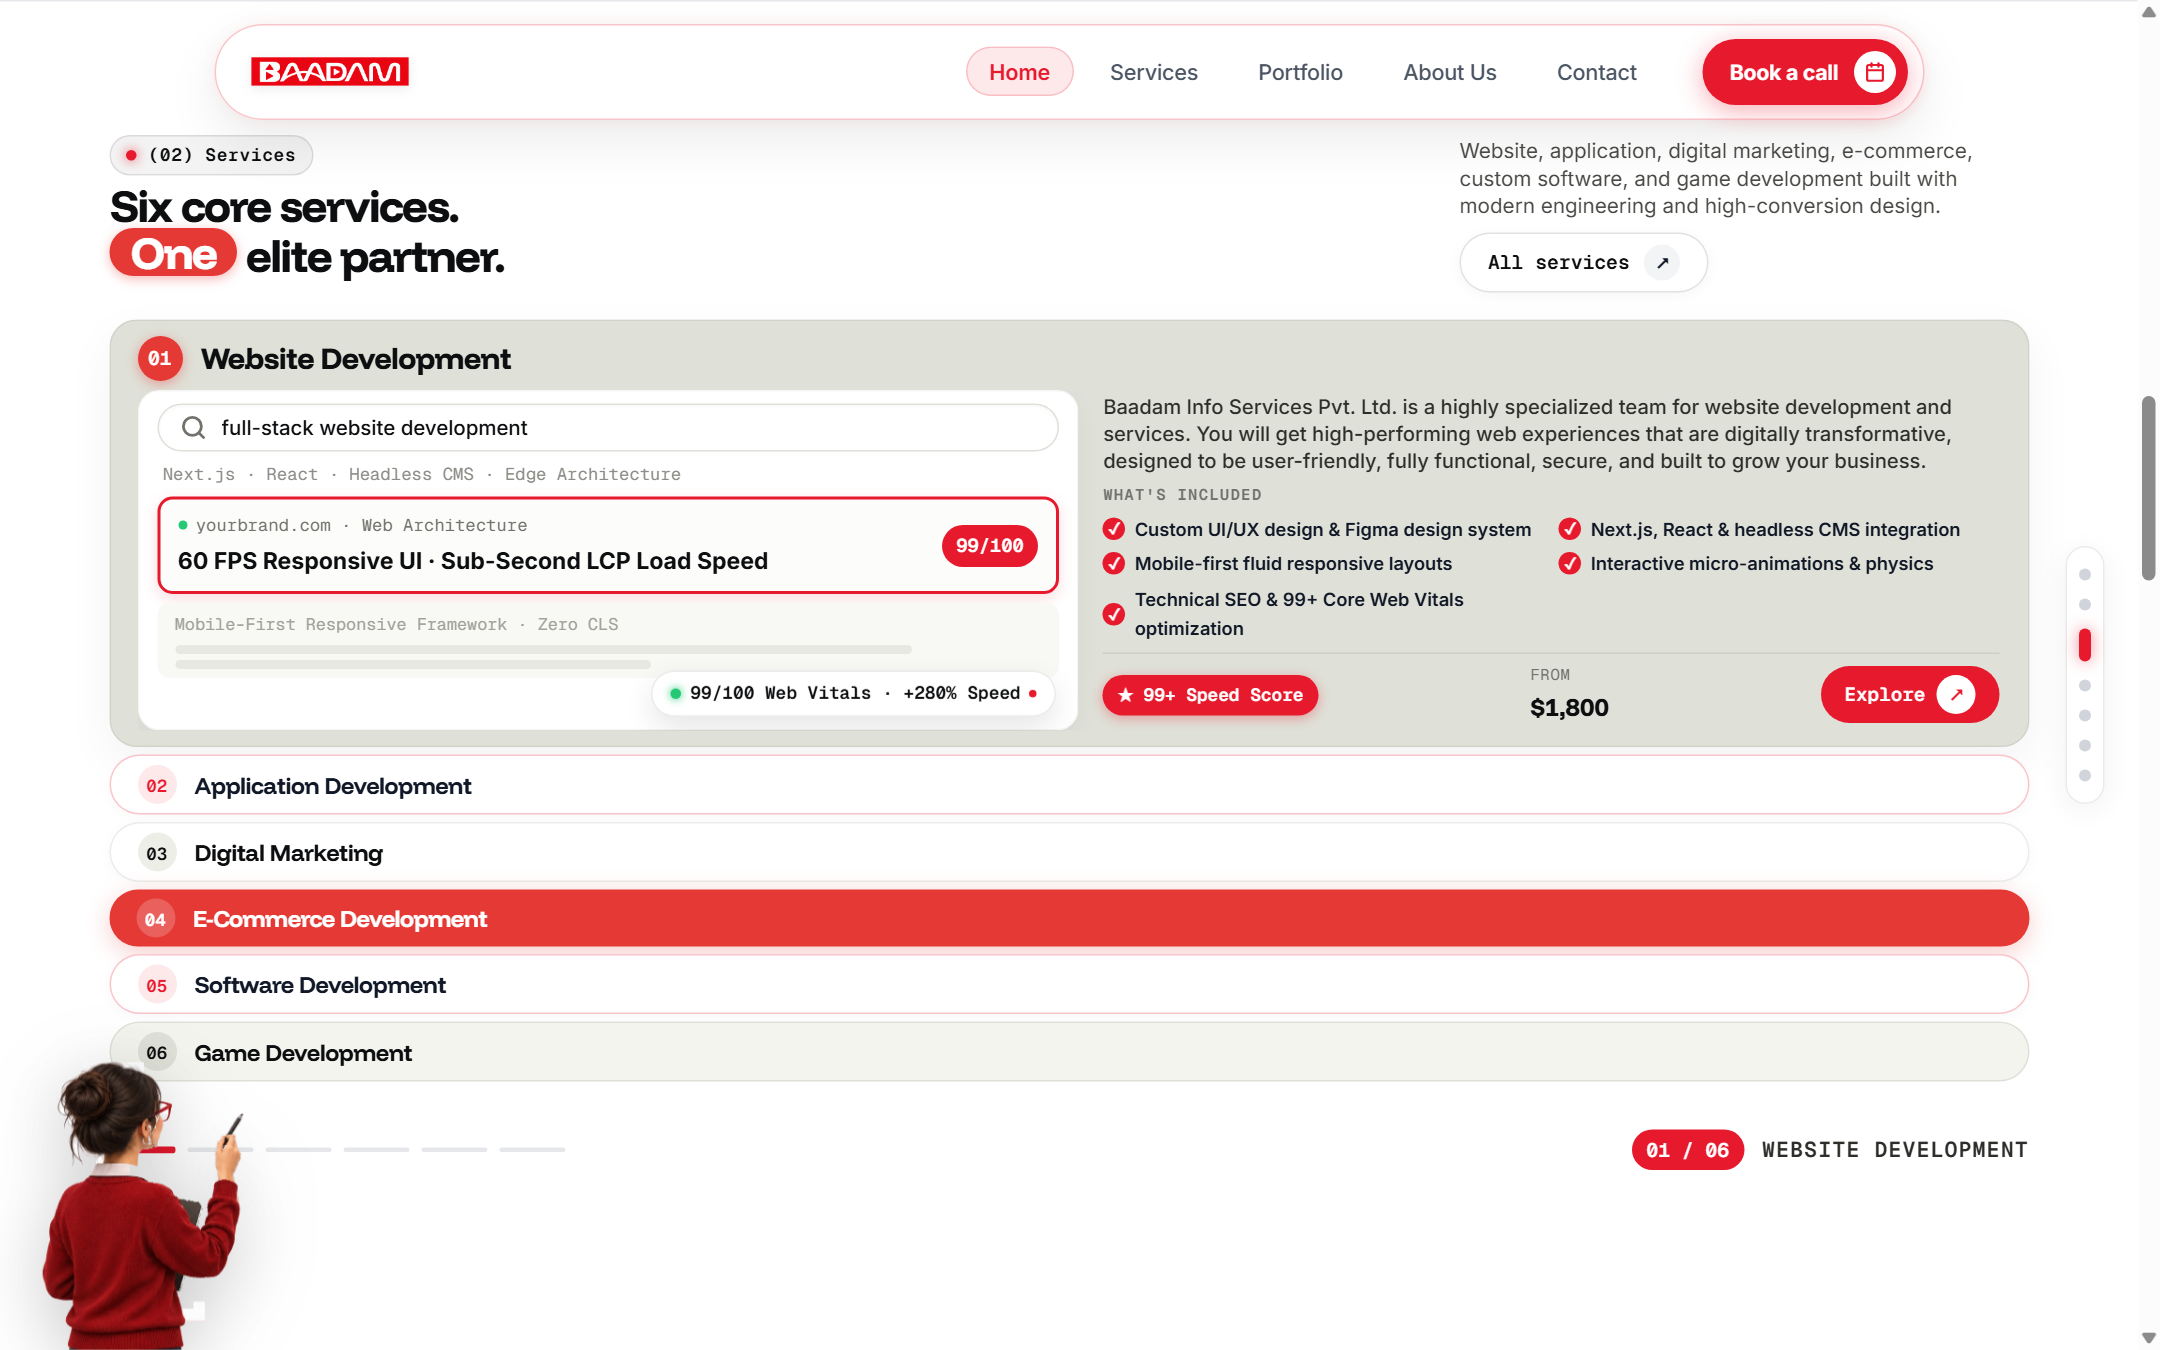 BAADAM
Home
Services
Portfolio
About Us
Contact
Book a call
(02) Services
Six core services.
One elite partner.
Website, application, digital marketing, e-commerce,
custom software, and game development built with
modern engineering and high-conversion design.
All services
01 Website Development
full-stack website development
Next.js · React · Headless CMS · Edge Architecture
yourbrand.com · Web Architecture
60 FPS Responsive UI · Sub-Second LCP Load Speed
99/100
Mobile-First Responsive Framework · Zero CLS
99/100 Web Vitals · +280% Speed
Baadam Info Services Pvt. Ltd. is a highly specialized team for website development and
services. You will get high-performing web experiences that are digitally transformative,
designed to be user-friendly, fully functional, secure, and built to grow your business.
WHAT'S INCLUDED
Custom UI/UX design & Figma design system
Next.js, React & headless CMS integration
Mobile-first fluid responsive layouts
Interactive micro-animations & physics
Technical SEO & 99+ Core Web Vitals
optimization
★ 99+ Speed Score
FROM
$1,800
Explore
02 Application Development
03 Digital Marketing
04 E-Commerce Development
05 Software Development
06 Game Development
01 / 06 WEBSITE DEVELOPMENT